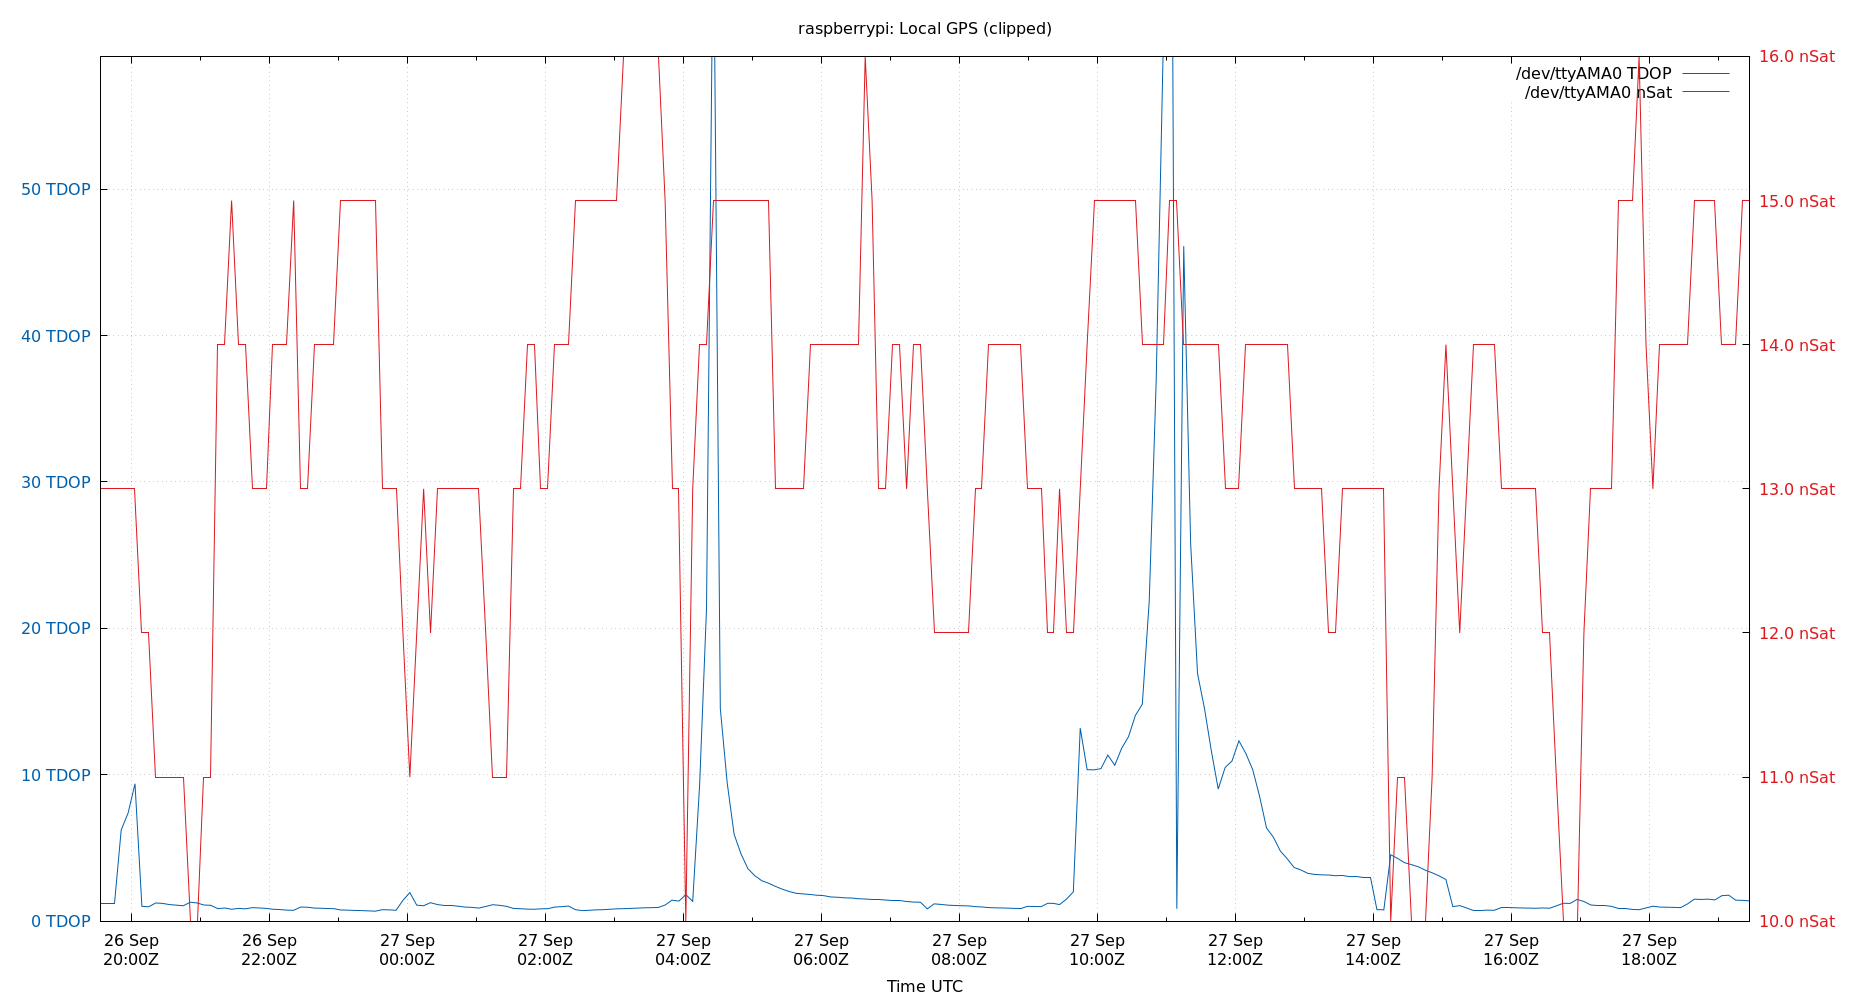 raspberrypi: Local GPS (clipped)
/dev/ttyAMA0 TDOP
/dev/ttyAMA0 nSat
50 TDOP
40 TDOP
30 TDOP
20 TDOP
10 TDOP
0 TDOP
16.0 nSat
15.0 nSat
14.0 nSat
13.0 nSat
12.0 nSat
11.0 nSat
10.0 nSat
26 Sep
20:00Z
26 Sep
22:00Z
27 Sep
00:00Z
27 Sep
02:00Z
27 Sep
04:00Z
27 Sep
06:00Z
27 Sep
08:00Z
27 Sep
10:00Z
27 Sep
12:00Z
27 Sep
14:00Z
27 Sep
16:00Z
27 Sep
18:00Z
Time UTC